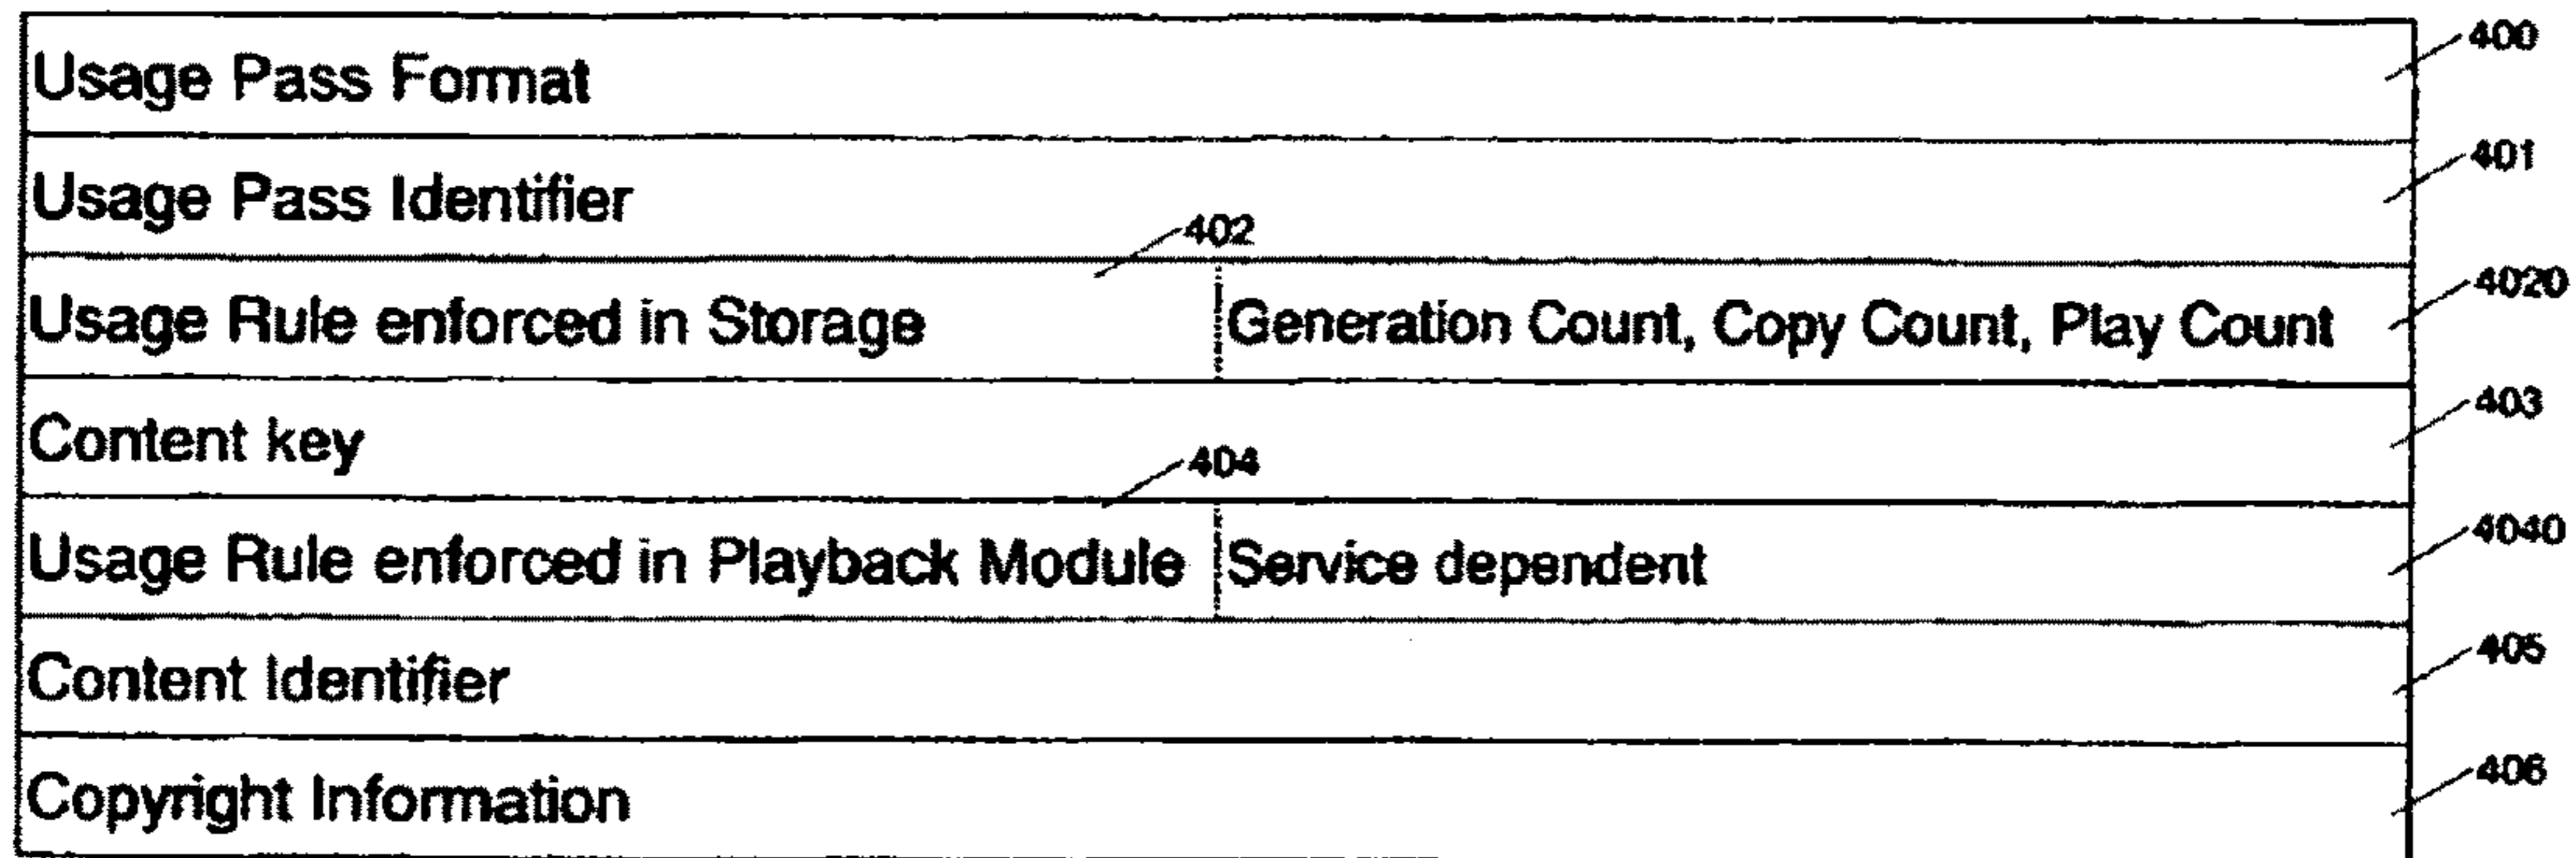 Usage Pass Format 400
Usage Pass Identifier 401
402
Usage Rule enforced in Storage Generation Count, Copy Count, Play Count 4020
Content key 403
404
Usage Rule enforced in Playback Module Service dependent 4040
Content Identifier 405
Copyright Information 406